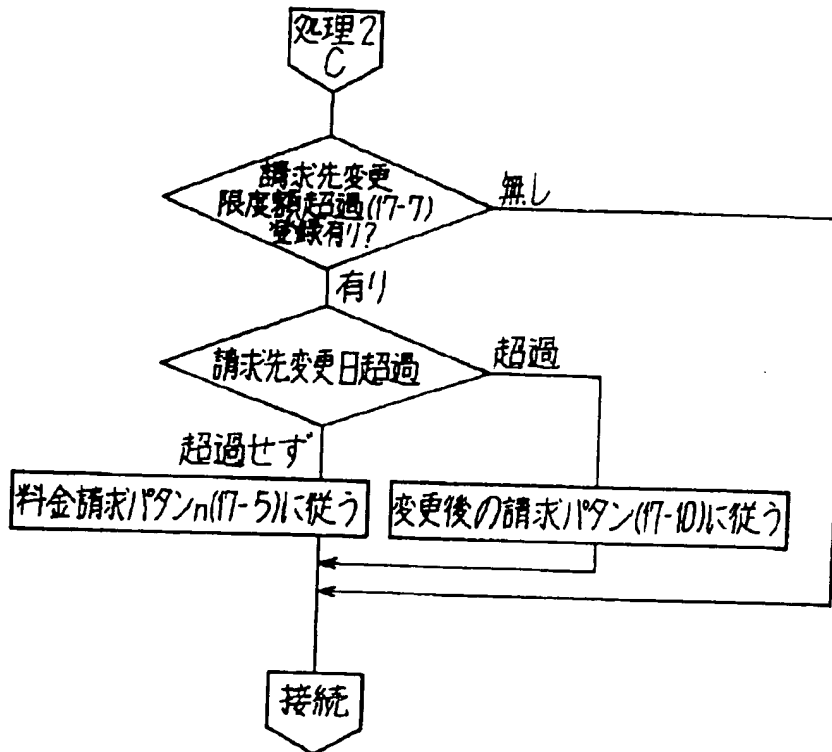 処理2
C
請求先変更
限度額超過(17-7)
登録有り?
無し
有り
請求先変更日超過
超過
超過せず
料金請求パタンn(17-5)に従う
変更後の請求パタン(17-10)に従う
接続